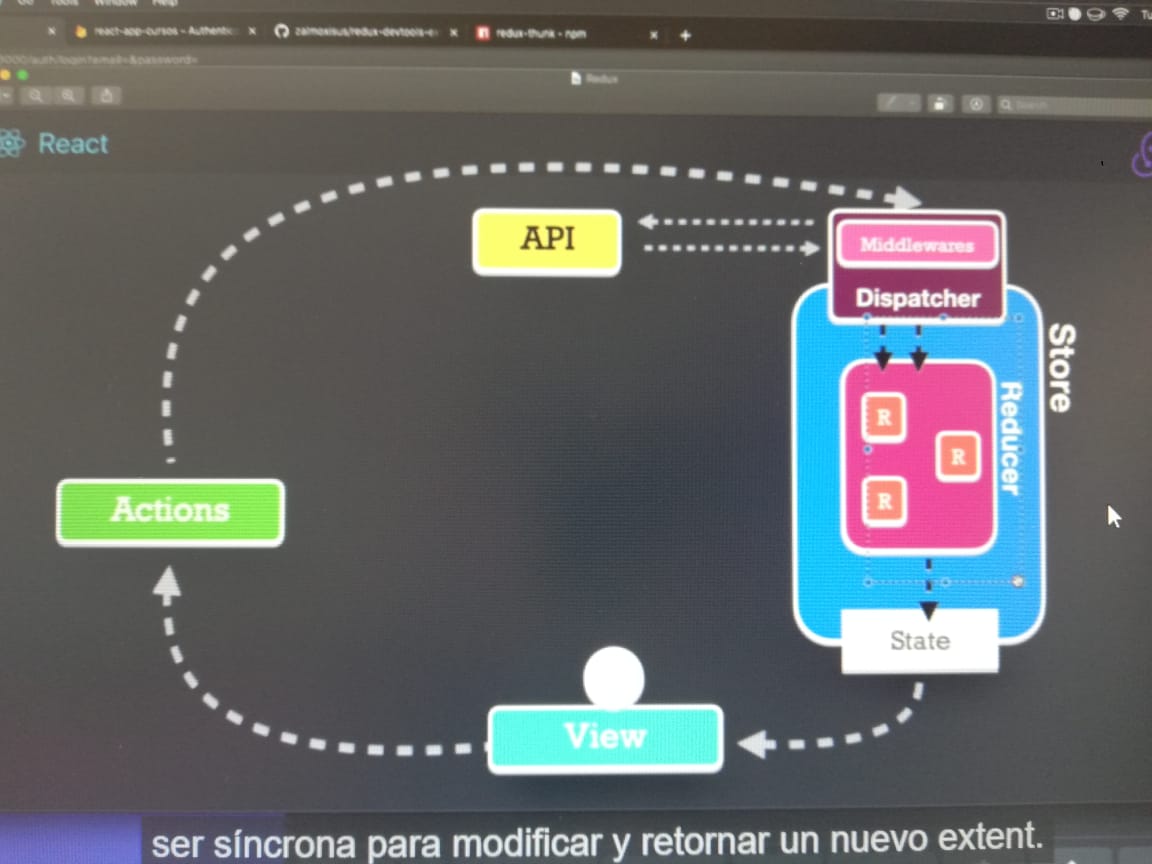 Go Tools Window Help
react-app-cursos - Authentic
zalmoxisus/redux-devtools-e
redux-thunk - npm
Tu
3000/auth/login?email=&password=
Redux
Search
React
API
Middlewares
Dispatcher
Store
Reducer
R
R
R
Actions
State
View
ser síncrona para modificar y retornar un nuevo extent.